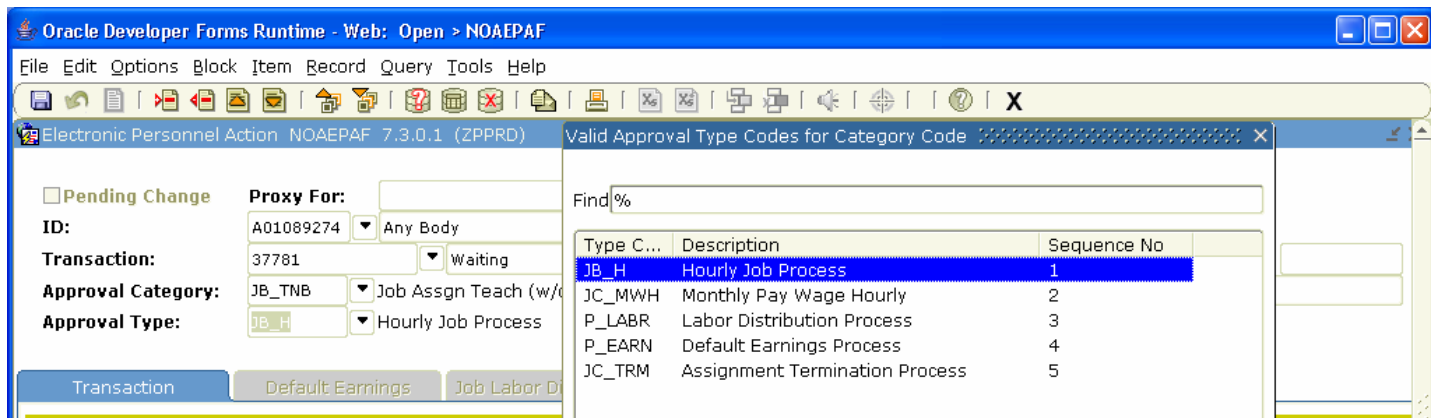 Oracle Developer Forms Runtime - Web: Open > NOAEPAF
File Edit Options Block Item Record Query Tools Help
X
Electronic Personnel Action NOAEPAF 7.3.0.1 (ZPPRD)
Pending Change Proxy For:
ID: A01089274 Any Body
Transaction: 37781 Waiting
Approval Category: JB_TNB Job Assgn Teach (w/
Approval Type: JB_H Hourly Job Process
Transaction Default Earnings Job Labor Di
Valid Approval Type Codes for Category Code
Find %
Type C... Description Sequence No
JB_H Hourly Job Process 1
JC_MWH Monthly Pay Wage Hourly 2
P_LABR Labor Distribution Process 3
P_EARN Default Earnings Process 4
JC_TRM Assignment Termination Process 5